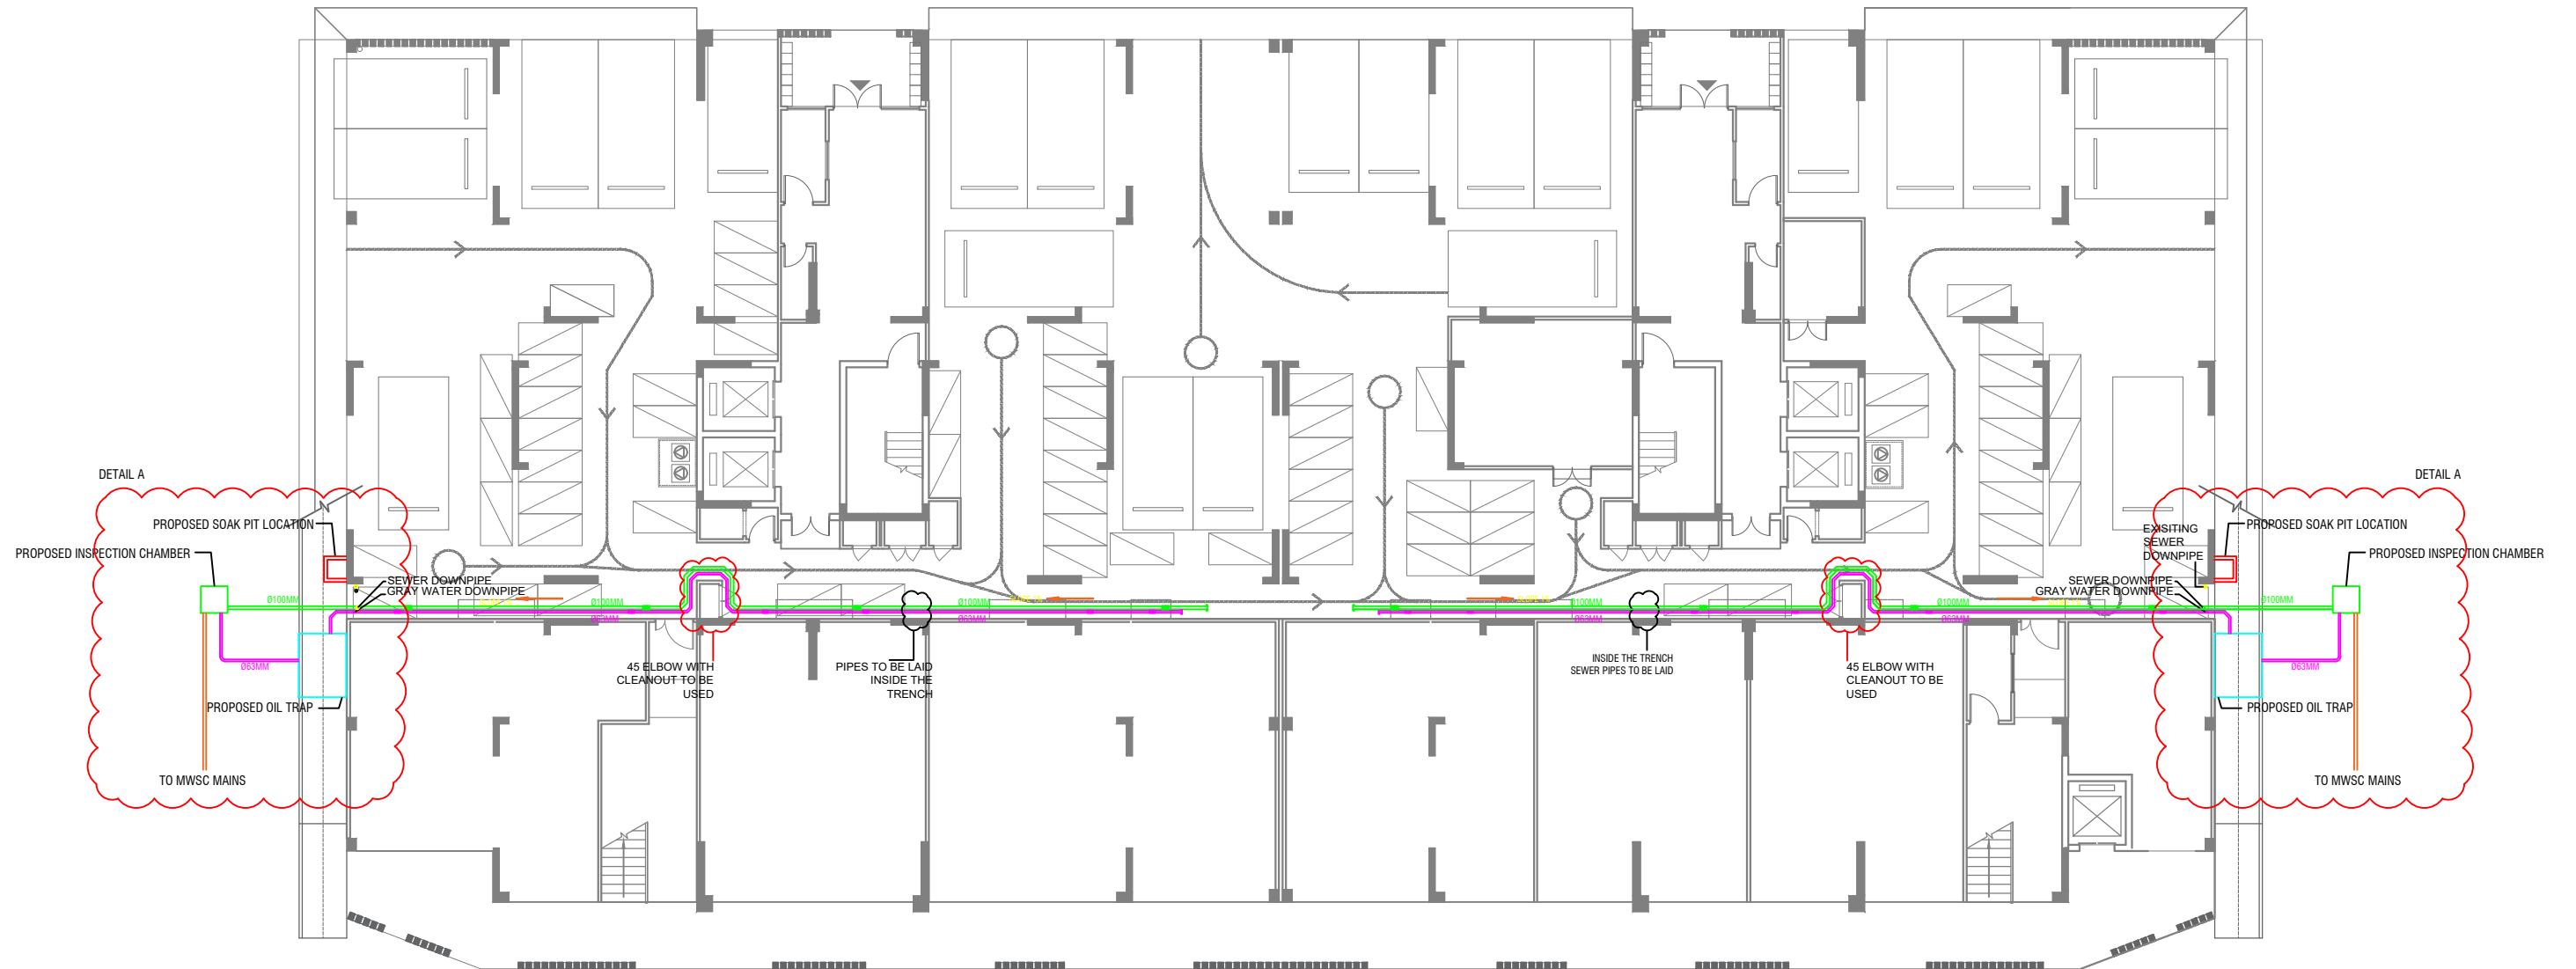 DETAIL A
PROPOSED SOAK PIT LOCATION
PROPOSED INSPECTION CHAMBER
SEWER DOWNPIPE
GRAY WATER DOWNPIPE
Ø100MM
Ø63MM
PROPOSED OIL TRAP
TO MWSC MAINS
Ø100MM
Ø63MM
45 ELBOW WITH
CLEANOUT TO BE
USED
PIPES TO BE LAID
INSIDE THE
TRENCH
Ø100MM
Ø63MM
Ø100MM
Ø63MM
INSIDE THE TRENCH
SEWER PIPES TO BE LAID
45 ELBOW WITH
CLEANOUT TO BE
USED
Ø100MM
Ø63MM
DETAIL A
EXISITING
SEWER
DOWNPIPE
PROPOSED SOAK PIT LOCATION
PROPOSED INSPECTION CHAMBER
SEWER DOWNPIPE
GRAY WATER DOWNPIPE
Ø100MM
Ø63MM
PROPOSED OIL TRAP
TO MWSC MAINS